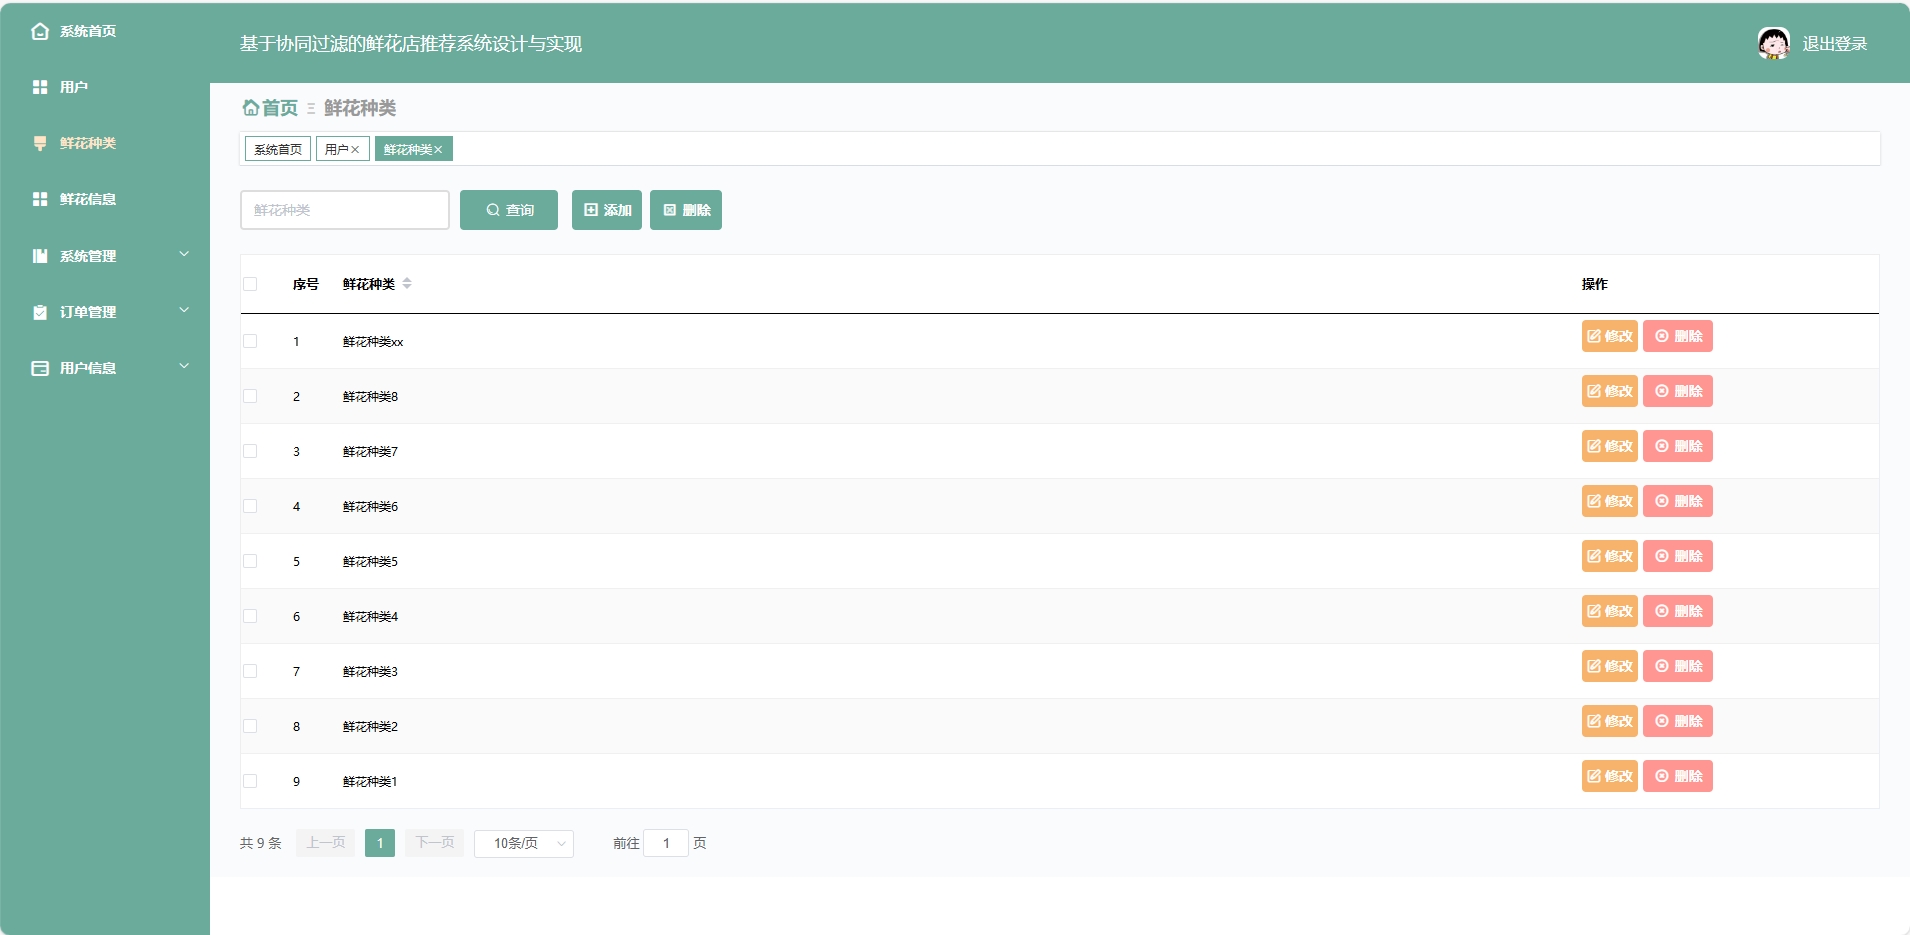 系统首页
用户
鲜花种类
鲜花信息
系统管理
订单管理
用户信息
基于协同过滤的鲜花店推荐系统设计与实现
退出登录
首页 鲜花种类
系统首页 用户 鲜花种类
鲜花种类 查询 添加 删除
序号 鲜花种类 操作
1 鲜花种类xx 修改 删除
2 鲜花种类8 修改 删除
3 鲜花种类7 修改 删除
4 鲜花种类6 修改 删除
5 鲜花种类5 修改 删除
6 鲜花种类4 修改 删除
7 鲜花种类3 修改 删除
8 鲜花种类2 修改 删除
9 鲜花种类1 修改 删除
共 9 条 上一页 1 下一页 10条/页 前往 1 页